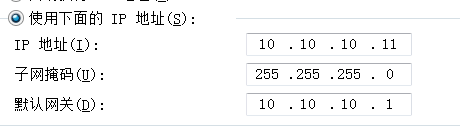 使用下面的 IP 地址(S):
IP 地址(I): 10 . 10 . 10 . 11
子网掩码(U): 255 .255 .255 . 0
默认网关(D): 10 . 10 . 10 . 1